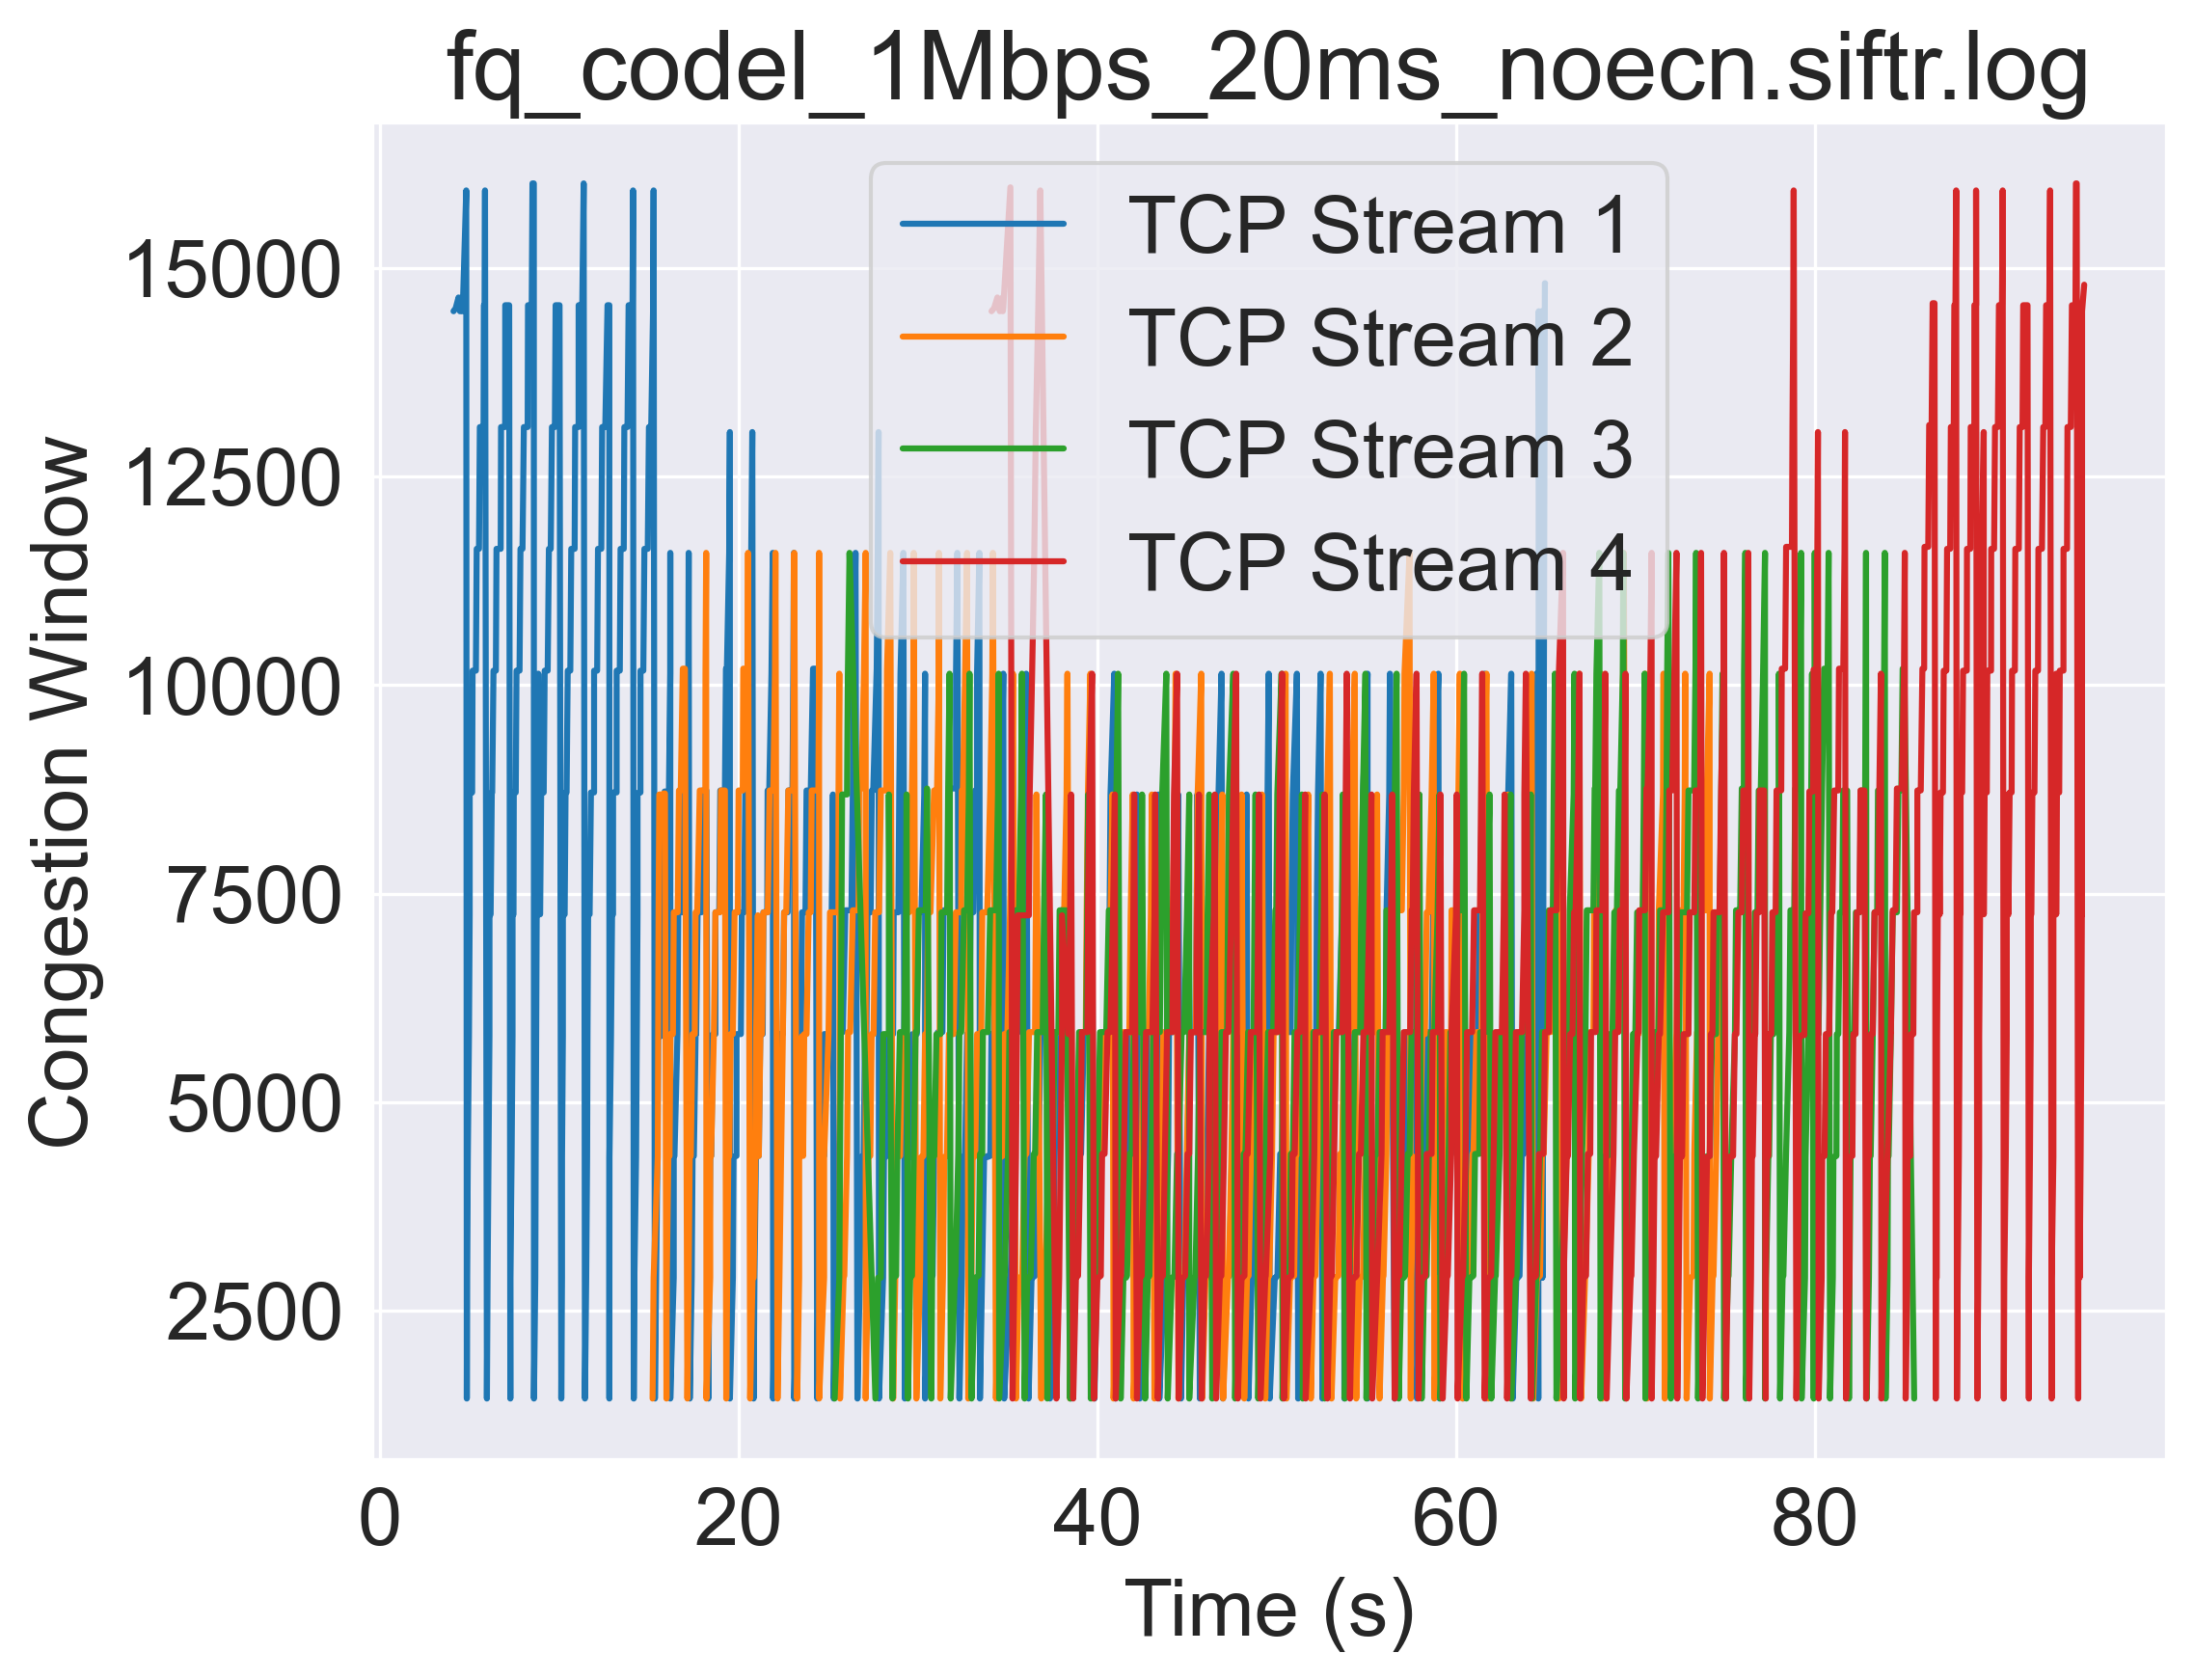 fq_codel_1Mbps_20ms_noecn.siftr.log
TCP Stream 1
TCP Stream 2
TCP Stream 3
TCP Stream 4
Congestion Window
15000
12500
10000
7500
5000
2500
0 20 40 60 80
Time (s)